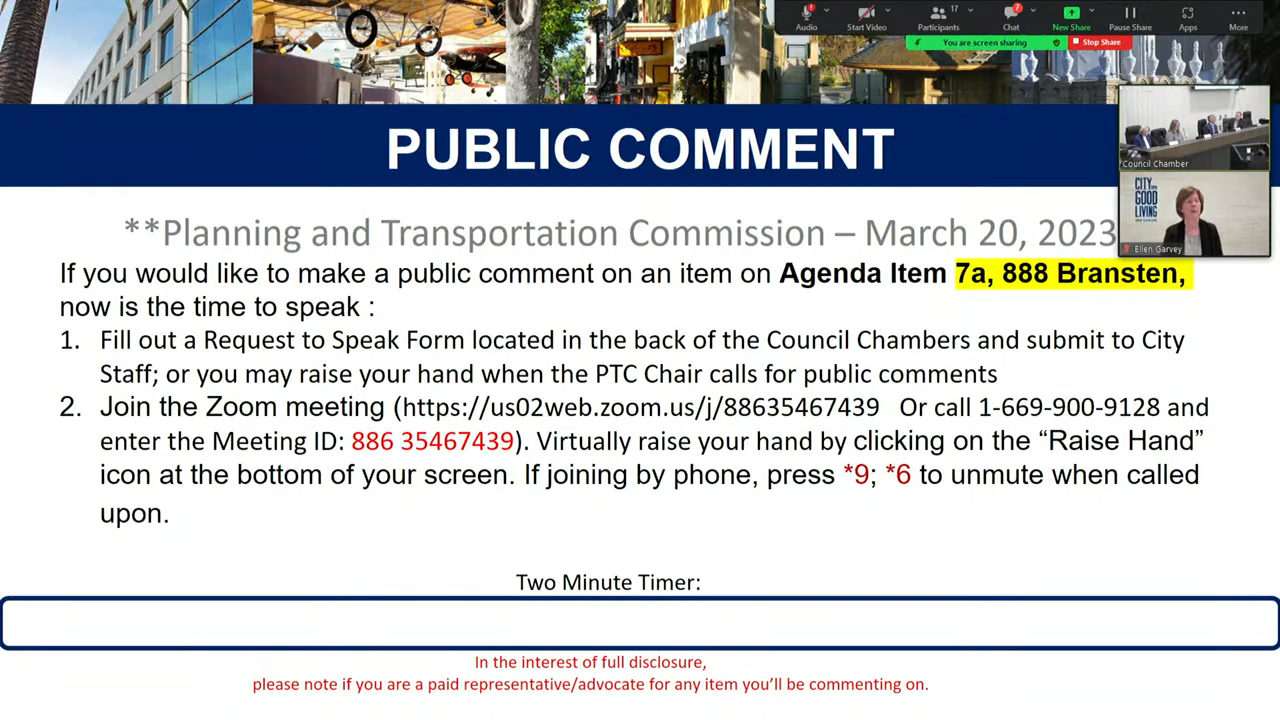 Audio
Start Video
17
Participants
7
Chat
New Share
Pause Share
Apps
More
You are screen sharing
Stop Share
PUBLIC COMMENT
Council Chamber
CITY
GOOD
LIVING
Ellen Garvey
**Planning and Transportation Commission – March 20, 2023
If you would like to make a public comment on an item on Agenda Item 7a, 888 Bransten,
now is the time to speak :
1. Fill out a Request to Speak Form located in the back of the Council Chambers and submit to City
Staff; or you may raise your hand when the PTC Chair calls for public comments
2. Join the Zoom meeting (https://us02web.zoom.us/j/88635467439 Or call 1-669-900-9128 and
enter the Meeting ID: 886 35467439). Virtually raise your hand by clicking on the “Raise Hand”
icon at the bottom of your screen. If joining by phone, press *9; *6 to unmute when called
upon.
Two Minute Timer:
In the interest of full disclosure,
please note if you are a paid representative/advocate for any item you’ll be commenting on.